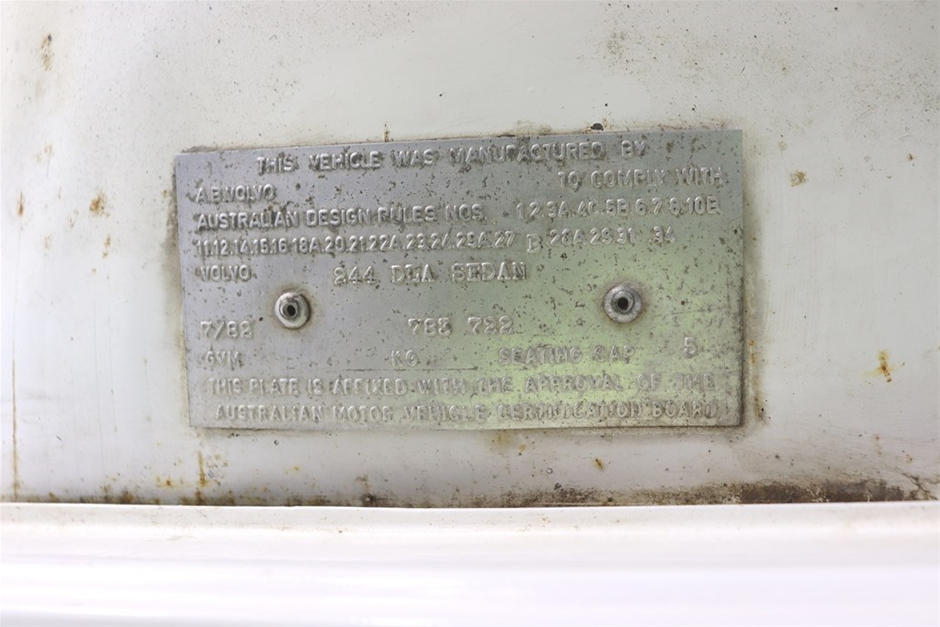 THIS VEHICLE WAS MANUFACTURED BY
A.B.VOLVO TO COMPLY WITH
AUSTRALIAN DESIGN RULES NOS. 1.2.3A.4C.5B.6.7.8.10B.
11.12.14.15.16.18A.20.21.22A.23.24.25A.27 B 28A.29.31 .34
VOLVO 244 SEDAN
7/82 783 722
GVM KG SEATING CAP 5
THIS PLATE IS AFFIXED WITH THE APPROVAL OF THE
AUSTRALIAN MOTOR VEHICLE CERTIFICATION BOARD